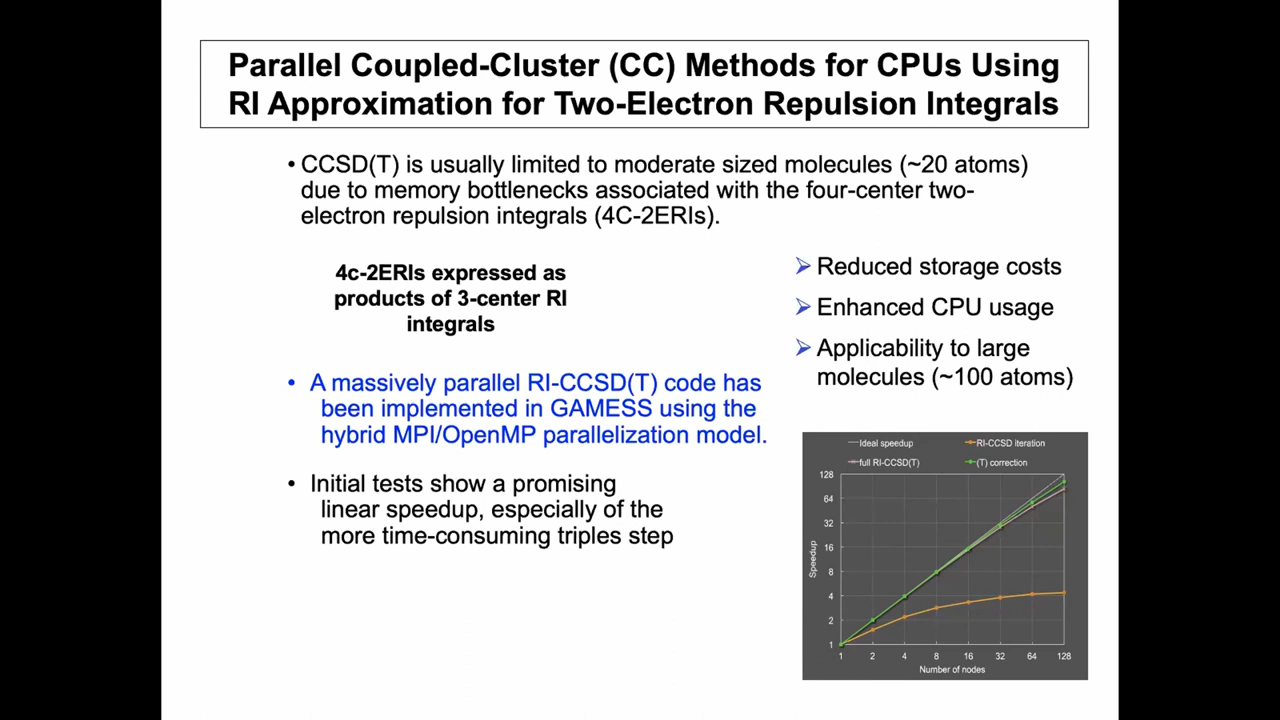 Parallel Coupled-Cluster (CC) Methods for CPUs Using
RI Approximation for Two-Electron Repulsion Integrals
• CCSD(T) is usually limited to moderate sized molecules (~20 atoms)
due to memory bottlenecks associated with the four-center two-
electron repulsion integrals (4C-2ERIs).
4c-2ERIs expressed as
products of 3-center RI
integrals
➢ Reduced storage costs
➢ Enhanced CPU usage
➢ Applicability to large
molecules (~100 atoms)
• A massively parallel RI-CCSD(T) code has
been implemented in GAMESS using the
hybrid MPI/OpenMP parallelization model.
• Initial tests show a promising
linear speedup, especially of the
more time-consuming triples step
Ideal speedup
RI-CCSD iteration
full RI-CCSD(T)
(T) correction
128
64
32
16
8
4
2
1
Speedup
1 2 4 8 16 32 64 128
Number of nodes